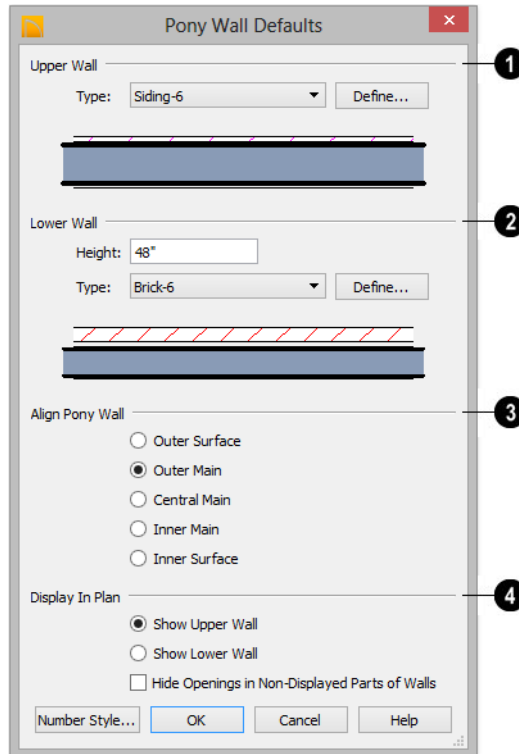 Pony Wall Defaults
Upper Wall
1
Type: Siding-6 Define...
Lower Wall
2
Height: 48"
Type: Brick-6 Define...
Align Pony Wall
3
Outer Surface
Outer Main
Central Main
Inner Main
Inner Surface
Display In Plan
4
Show Upper Wall
Show Lower Wall
Hide Openings in Non-Displayed Parts of Walls
Number Style... OK Cancel Help